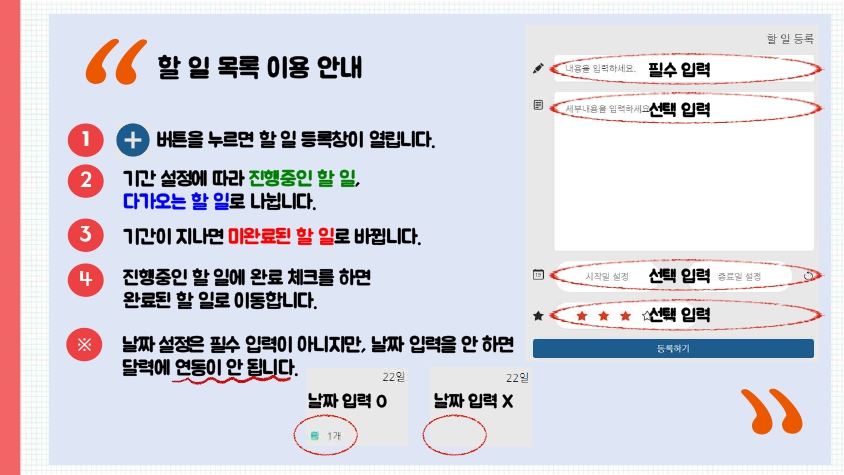 할 일 목록 이용 안내
1 + 버튼을 누르면 할 일 등록창이 열립니다.
2 기간 설정에 따라 진행중인 할 일,
다가오는 할 일로 나뉩니다.
3 기간이 지나면 미완료된 할 일로 바뀝니다.
4 진행중인 할 일에 완료 체크를 하면
완료된 할 일로 이동합니다.
※ 날짜 설정은 필수 입력이 아니지만, 날짜 입력을 안 하면
달력에 연동이 안 됩니다.
22일
날짜 입력 O
1개
22일
날짜 입력 X
할 일 등록
내용을 입력하세요. 필수 입력
세부내용을 입력하세요 선택 입력
시작일 설정 선택 입력 종료일 설정
선택 입력
등록하기